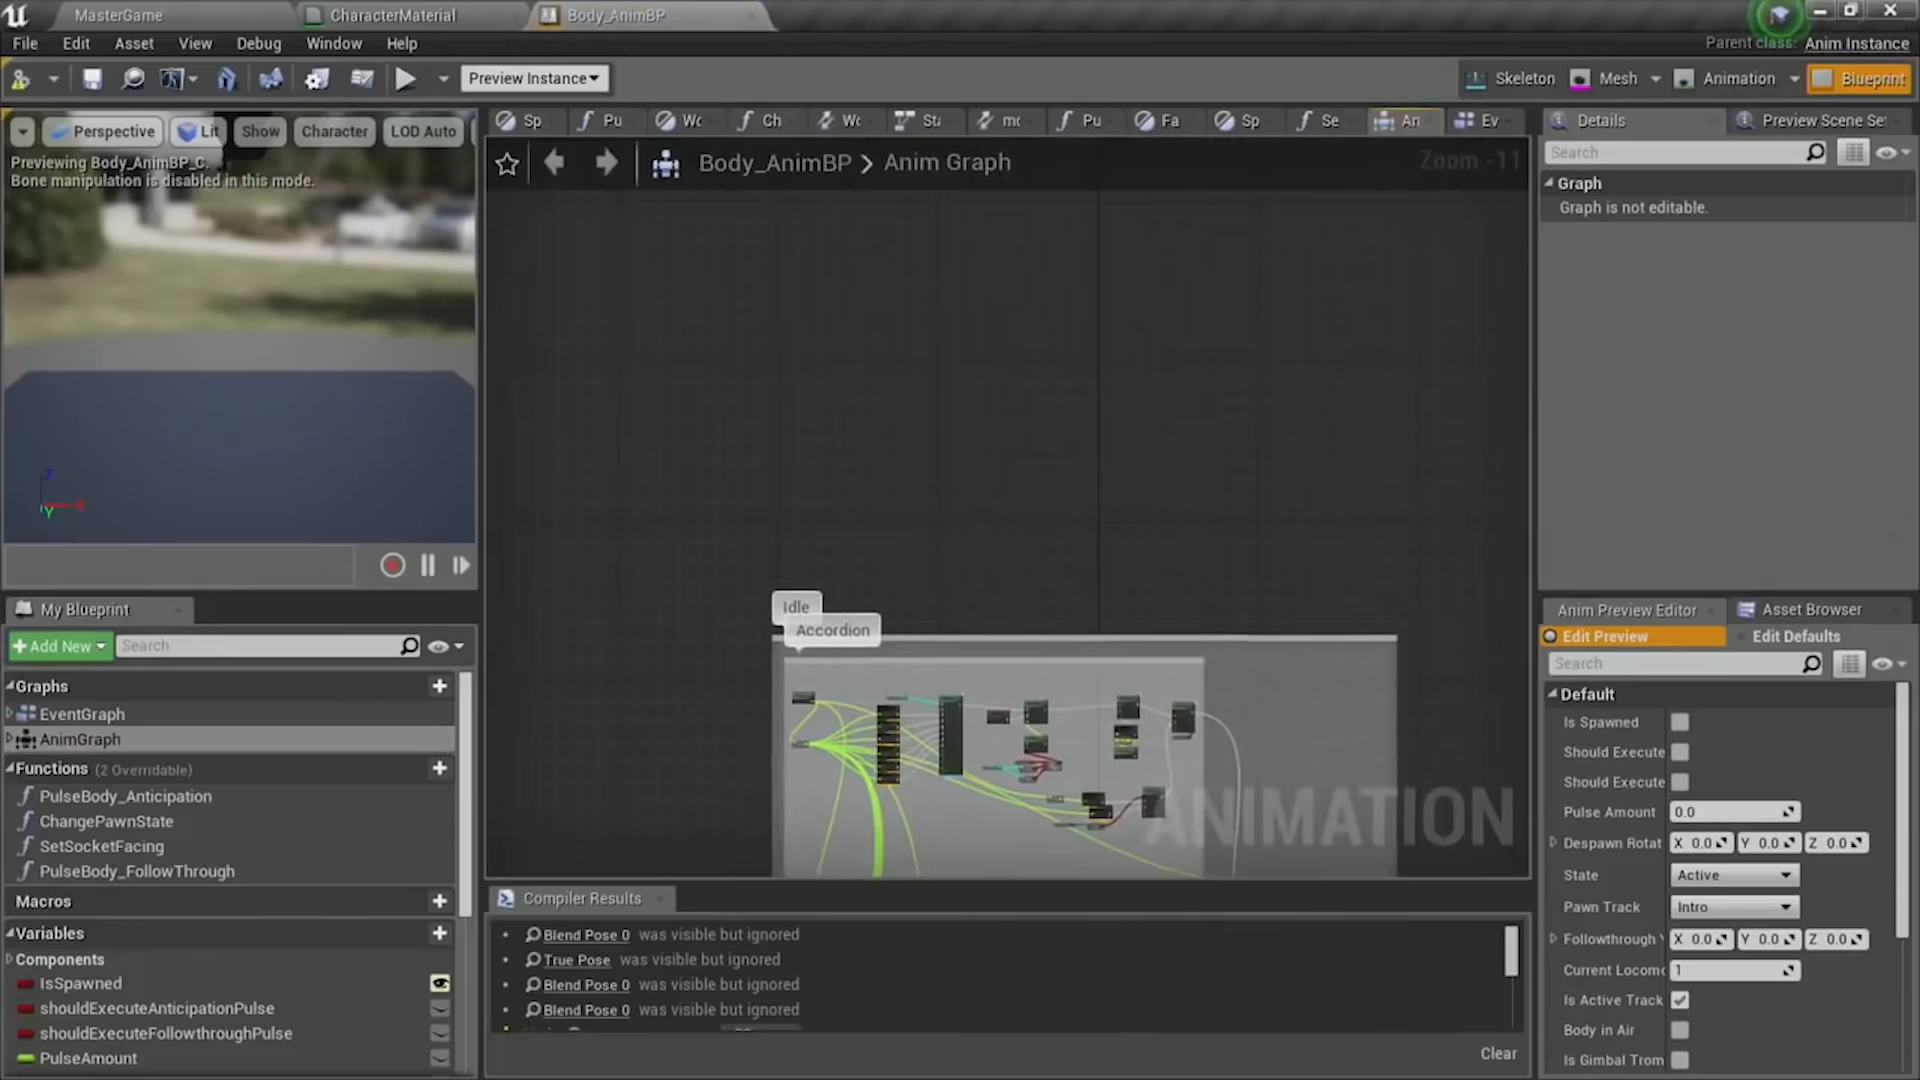 MasterGame
CharacterMaterial
Body_AnimBP
File Edit Asset View Debug Window Help
Parent class: Anim Instance
Preview Instance
Skeleton Mesh Animation Blueprint
Perspective Lit Show Character LOD Auto
Previewing Body_AnimBP_C.
Bone manipulation is disabled in this mode.
Z
X
Y
Sp Pu Wc Ch Wc Sta mc Pu Fa Sp Se An Ev
Body_AnimBP > Anim Graph
Zoom -11
Idle
Accordion
ANIMATION
Details
Preview Scene Se
Search
Graph
Graph is not editable.
My Blueprint
Add New
Search
Graphs
EventGraph
AnimGraph
Functions (2 Overridable)
PulseBody_Anticipation
ChangePawnState
SetSocketFacing
PulseBody_FollowThrough
Macros
Variables
Components
IsSpawned
shouldExecuteAnticipationPulse
shouldExecuteFollowthroughPulse
PulseAmount
Compiler Results
Blend Pose 0 was visible but ignored
True Pose was visible but ignored
Blend Pose 0 was visible but ignored
Blend Pose 0 was visible but ignored
Clear
Anim Preview Editor
Asset Browser
Edit Preview
Edit Defaults
Search
Default
Is Spawned
Should Execute
Should Execute
Pulse Amount 0.0
Despawn Rotat X 0.0 Y 0.0 Z 0.0
State Active
Pawn Track Intro
Followthrough X 0.0 Y 0.0 Z 0.0
Current Locomo 1
Is Active Track
Body in Air
Is Gimbal Trom